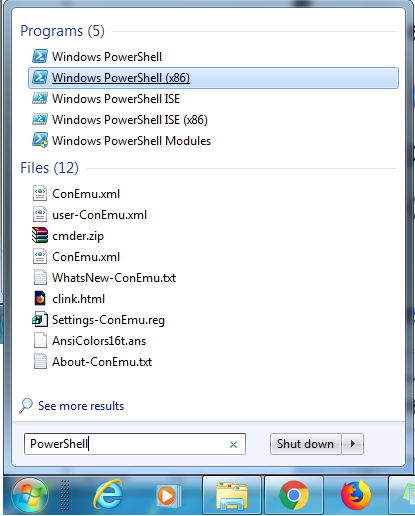 Programs (5)
Windows PowerShell
Windows PowerShell (x86)
Windows PowerShell ISE
Windows PowerShell ISE (x86)
Windows PowerShell Modules
Files (12)
ConEmu.xml
user-ConEmu.xml
cmder.zip
ConEmu.xml
WhatsNew-ConEmu.txt
clink.html
Settings-ConEmu.reg
AnsiColors16t.ans
About-ConEmu.txt
See more results
PowerShell
Shut down